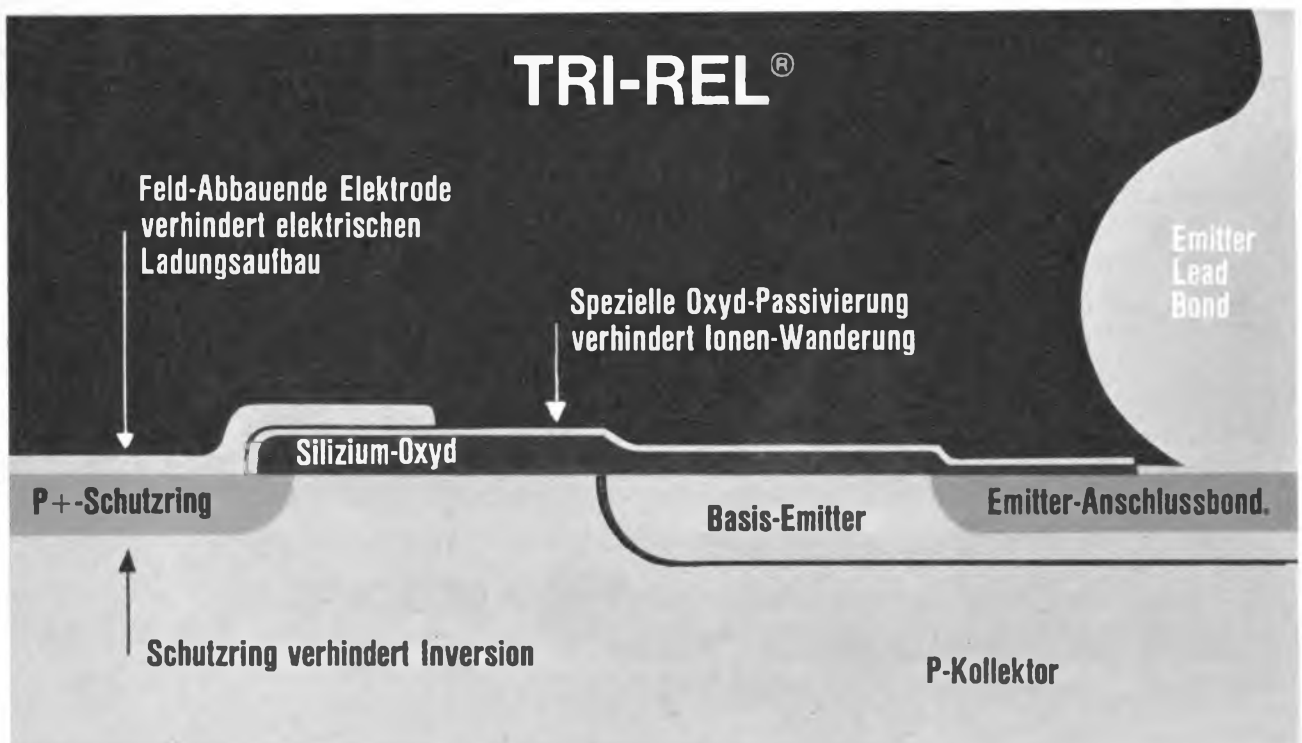 TRI-REL®
Feld-Abbauende Elektrode
verhindert elektrischen
Ladungsaufbau
Emitter
Lead
Bond
Spezielle Oxyd-Passivierung
verhindert Ionen-Wanderung
Silizium-Oxyd
P+-Schutzring
Basis-Emitter
Emitter-Anschlussbond.
Schutzring verhindert Inversion
P-Kollektor